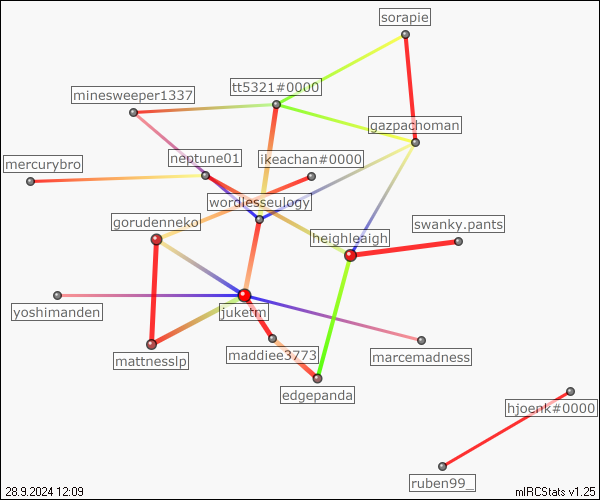 sorapie
tt5321#0000
minesweeper1337
gazpachoman
neptune01
ikeachan#0000
mercurybro
wordlesseulogy
gorudenneko
swanky.pants
heighleaigh
yoshimanden
juketm
maddiee3773
marcemadness
mattnesslp
edgepanda
hjoenk#0000
ruben99_
28.9.2024 12:09
mIRCStats v1.25